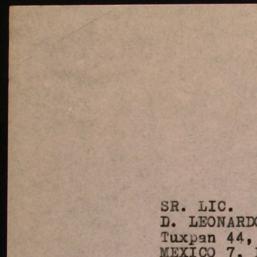 SR. LIC.
D. LEONARDO
Tuxpan 44,
MEXICO 7,